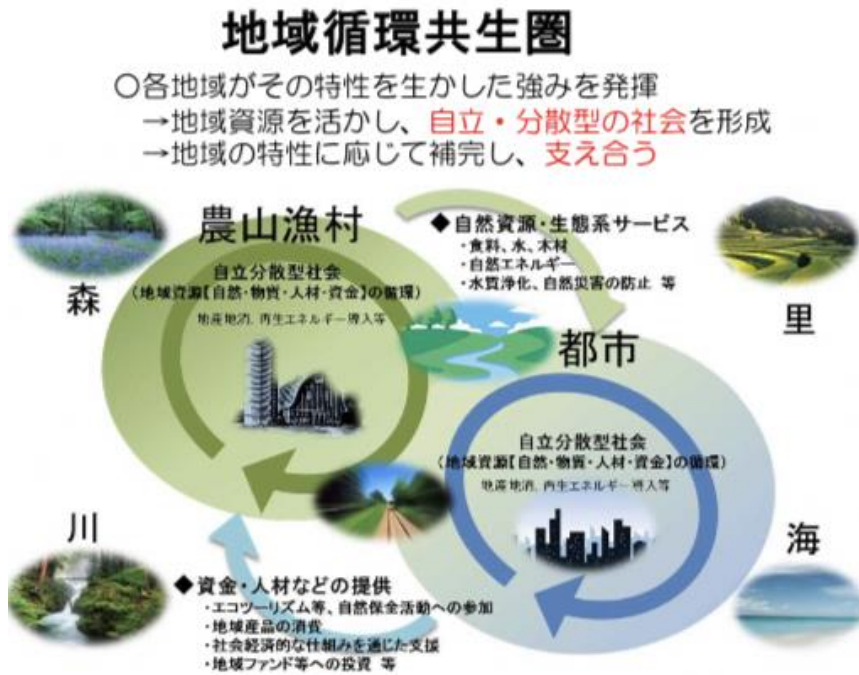 地域循環共生圏
○各地域がその特性を生かした強みを発揮
→地域資源を活かし、自立・分散型の社会を形成
→地域の特性に応じて補完し、支え合う
農山漁村
自立分散型社会
(地域資源【自然・物質・人材・資金】の循環)
地産地消、再生エネルギー導入等
◆自然資源・生態系サービス
・食料、水、木材
・自然エネルギー
・水質浄化、自然災害の防止 等
森
里
都市
自立分散型社会
(地域資源【自然・物質・人材・資金】の循環)
地産地消、再生エネルギー導入等
川
海
◆資金・人材などの提供
・エコツーリズム等、自然保全活動への参加
・地域産品の消費
・社会経済的な仕組みを通じた支援
・地域ファンド等への投資 等